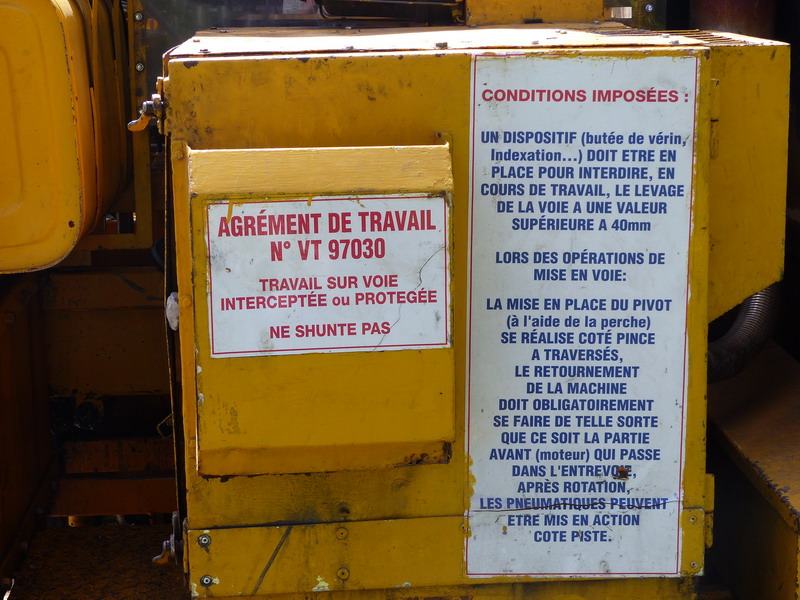 AGRÉMENT DE TRAVAIL
N° VT 97030
TRAVAIL SUR VOIE
INTERCEPTÉE ou PROTEGÉE
NE SHUNTE PAS
CONDITIONS IMPOSÉES :
UN DISPOSITIF (butée de vérin,
Indexation...) DOIT ETRE EN
PLACE POUR INTERDIRE, EN
COURS DE TRAVAIL, LE LEVAGE
DE LA VOIE A UNE VALEUR
SUPÉRIEURE A 40mm
LORS DES OPÉRATIONS DE
MISE EN VOIE:
LA MISE EN PLACE DU PIVOT
(à l'aide de la perche)
SE RÉALISE COTÉ PINCE
A TRAVERSÉS,
LE RETOURNEMENT
DE LA MACHINE
DOIT OBLIGATOIREMENT
SE FAIRE DE TELLE SORTE
QUE CE SOIT LA PARTIE
AVANT (moteur) QUI PASSE
DANS L'ENTREVOIE,
APRÈS ROTATION,
LES PNEUMATIQUES PEUVENT
ETRE MIS EN ACTION
COTE PISTE.